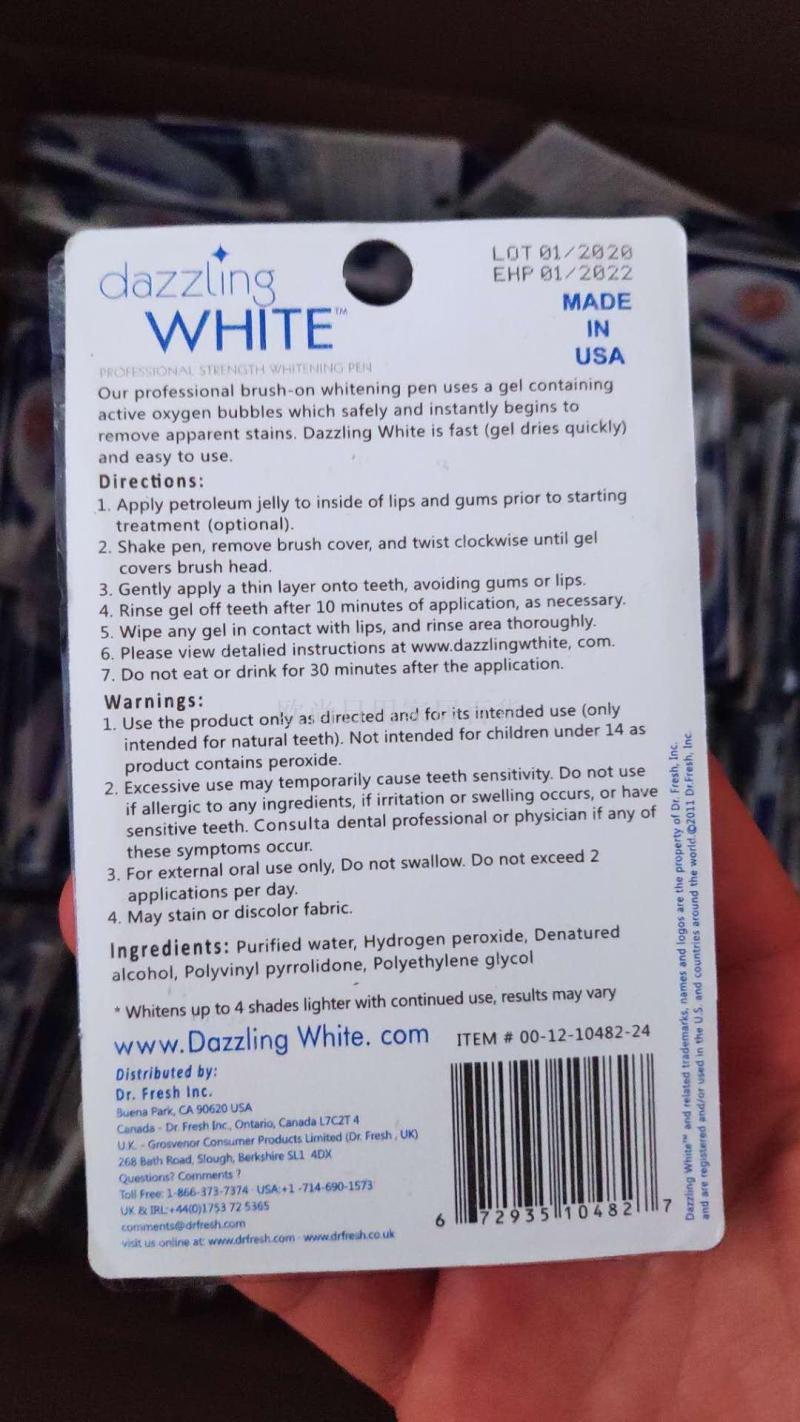 dazzling
WHITE™
PROFESSIONAL STRENGTH WHITENING PEN
LOT 01/2020
EHP 01/2022
MADE
IN
USA
Our professional brush-on whitening pen uses a gel containing
active oxygen bubbles which safely and instantly begins to
remove apparent stains. Dazzling White is fast (gel dries quickly)
and easy to use.
Directions:
1. Apply petroleum jelly to inside of lips and gums prior to starting
treatment (optional).
2. Shake pen, remove brush cover, and twist clockwise until gel
covers brush head.
3. Gently apply a thin layer onto teeth, avoiding gums or lips.
4. Rinse gel off teeth after 10 minutes of application, as necessary.
5. Wipe any gel in contact with lips, and rinse area thoroughly.
6. Please view detalied instructions at www.dazzlingwthite, com.
7. Do not eat or drink for 30 minutes after the application.
Warnings:
1. Use the product only as directed and for its intended use (only
intended for natural teeth). Not intended for children under 14 as
product contains peroxide.
2. Excessive use may temporarily cause teeth sensitivity. Do not use
if allergic to any ingredients, if irritation or swelling occurs, or have
sensitive teeth. Consulta dental professional or physician if any of
these symptoms occur.
3. For external oral use only, Do not swallow. Do not exceed 2
applications per day.
4. May stain or discolor fabric.
Ingredients: Purified water, Hydrogen peroxide, Denatured
alcohol, Polyvinyl pyrrolidone, Polyethylene glycol
* Whitens up to 4 shades lighter with continued use, results may vary
www.Dazzling White. com
ITEM # 00-12-10482-24
Distributed by:
Dr. Fresh Inc.
Buena Park, CA 90620 USA
Canada - Dr. Fresh Inc., Ontario, Canada L7C2T 4
U.K. - Grosvenor Consumer Products Limited (Dr. Fresh , UK)
268 Bath Road, Slough, Berkshire SL1 4DX
Questions? Comments ?
Toll Free: 1-866-373-7374 · USA:+1 -714-690-1573
UK & IRL:+44(0)1753 72 5365
comments@drfresh.com
visit us online at: www.drfresh.com · www.drfresh.co.uk
6 72935 10482 7
Dazzling White™ and related trademarks, names and logos are the property of Dr. Fresh, Inc.
and are registered and/or used in the U.S. and countries around the world.©2011 Dr.Fresh, Inc.